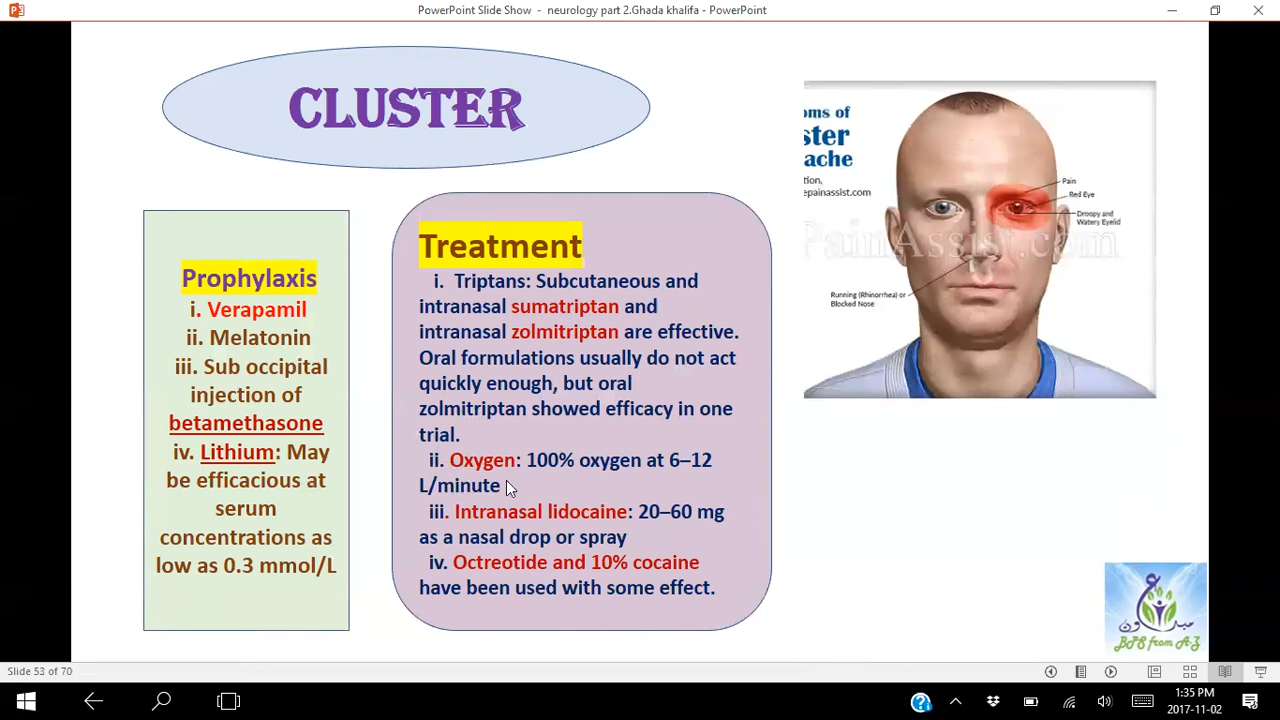 PowerPoint Slide Show - neurology part 2.Ghada khalifa - PowerPoint
CLUSTER
Prophylaxis
i. Verapamil
ii. Melatonin
iii. Sub occipital
injection of
betamethasone
iv. Lithium: May
be efficacious at
serum
concentrations as
low as 0.3 mmol/L
Treatment
i. Triptans: Subcutaneous and
intranasal sumatriptan and
intranasal zolmitriptan are effective.
Oral formulations usually do not act
quickly enough, but oral
zolmitriptan showed efficacy in one
trial.
ii. Oxygen: 100% oxygen at 6–12
L/minute
iii. Intranasal lidocaine: 20–60 mg
as a nasal drop or spray
iv. Octreotide and 10% cocaine
have been used with some effect.
oms of
ster
ache
tion,
epainassist.com
Pain
Red Eye
Droopy and
Watery Eyelid
PainAssist.com
Running (Rhinorrhea) or
Blocked Nose
مبدعون
BPS from A-Z
Slide 53 of 70
1:35 PM
2017-11-02